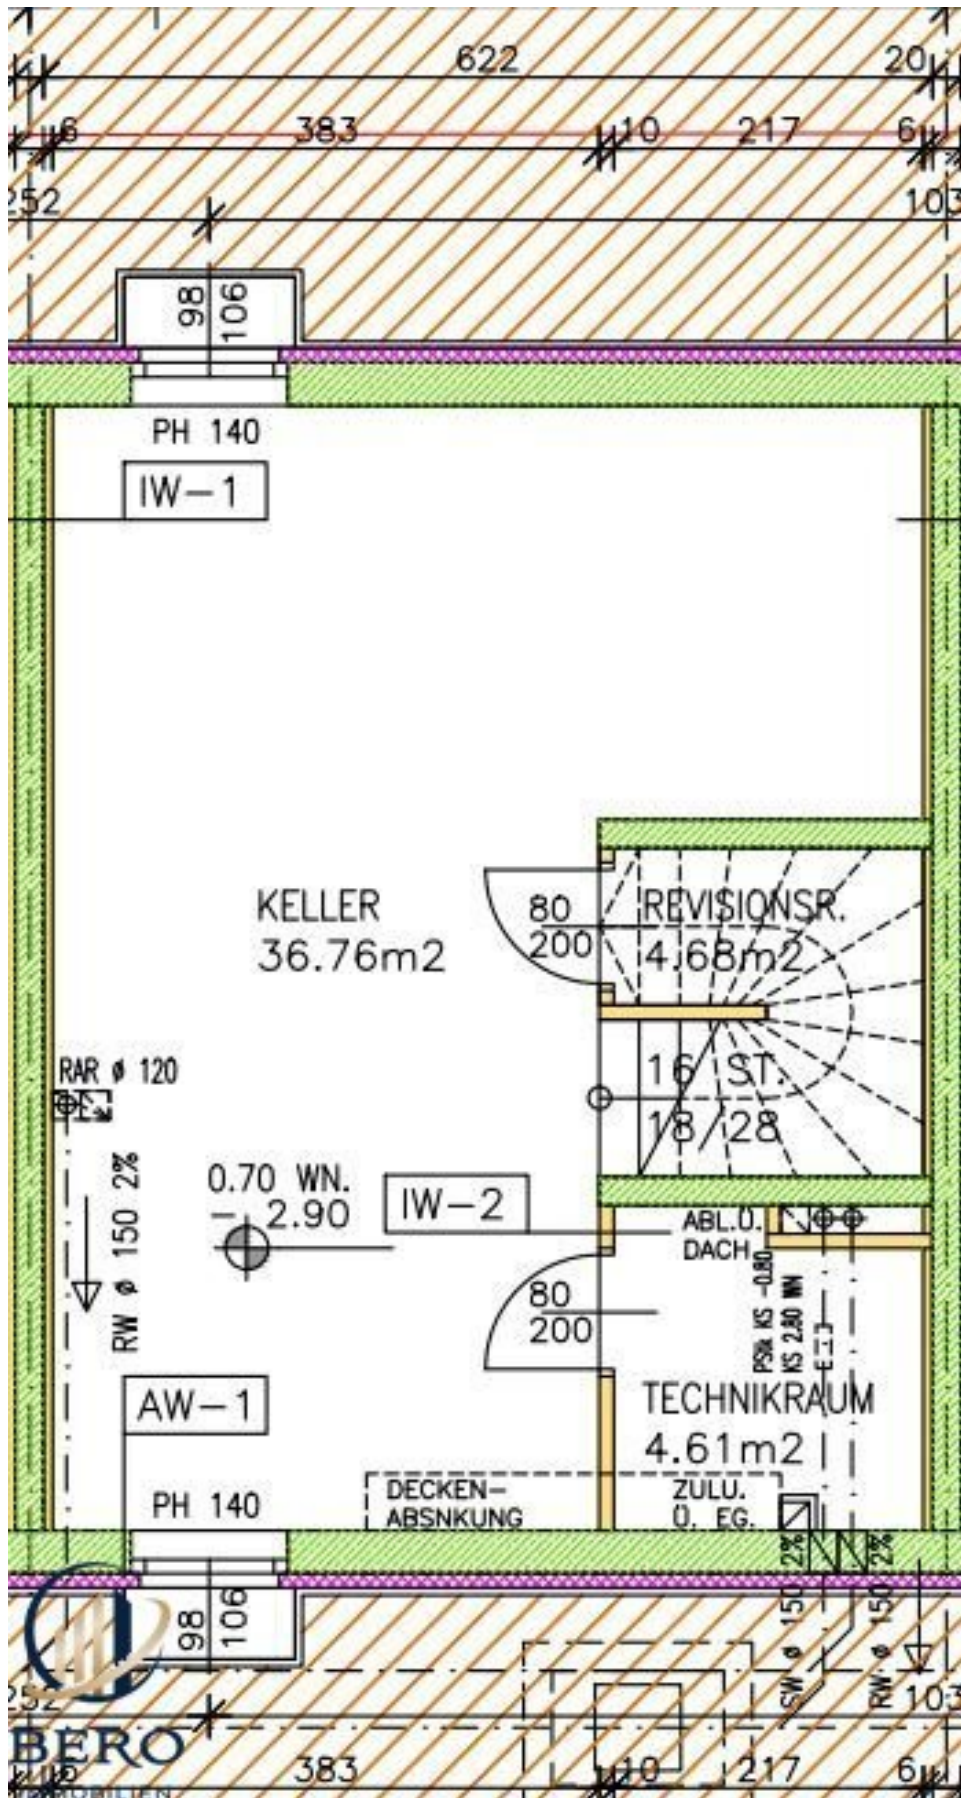 622 20
6 383 10 217 6
252 103
98
106
PH 140
IW-1
KELLER
36.76m2
80
200
REVISIONSR.
4.68m2
RAR ø 120
16 ST.
18/28
RW ø 150 2%
0.70 WN.
- 2.90
IW-2
ABL.Ü.
DACH
80
200
PStk KS -0.80
KS 2.80 WN
AW-1
TECHNIKRAUM
4.61m2
PH 140
DECKEN-
ABSNKUNG
ZULU.
Ü. EG.
98
106
SW ø 150 2%
RW ø 150 2%
252 103
BERO
IMMOBILIEN
6 383 10 217 6